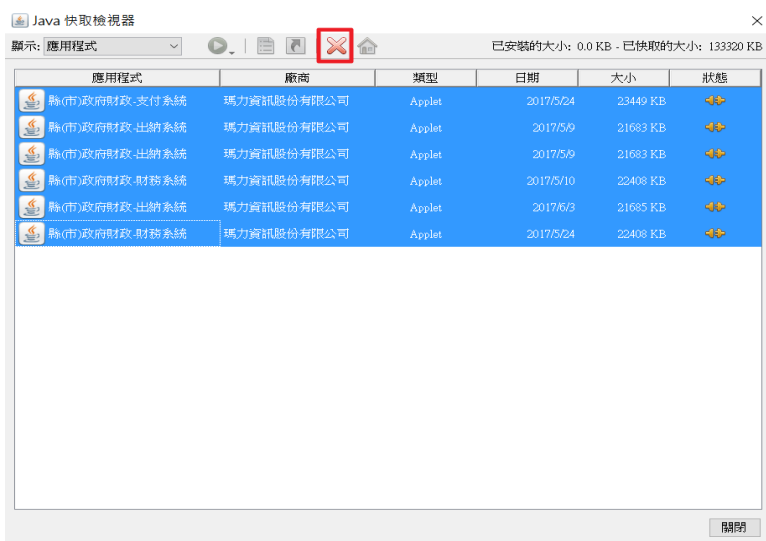 Java 快取檢視器
顯示: 應用程式 已安裝的大小: 0.0 KB - 已快取的大小: 133320 KB
應用程式 廠商 類型 日期 大小 狀態
縣(市)政府財政-支付系統 瑪力資訊股份有限公司 Applet 2017/5/24 23449 KB
縣(市)政府財政-出納系統 瑪力資訊股份有限公司 Applet 2017/5/9 21683 KB
縣(市)政府財政-出納系統 瑪力資訊股份有限公司 Applet 2017/5/9 21683 KB
縣(市)政府財政-財務系統 瑪力資訊股份有限公司 Applet 2017/5/10 22408 KB
縣(市)政府財政-出納系統 瑪力資訊股份有限公司 Applet 2017/6/3 21685 KB
縣(市)政府財政-財務系統 瑪力資訊股份有限公司 Applet 2017/5/24 22408 KB
關閉